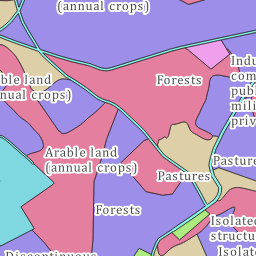 (annual crops)
Forests
Arable land
(annual crops)
Pastures
Pasture
Forests
Isolated
structu
Isolate
Discontinuous
Indu
com
publ
mili
priv
ble land
nual crops)